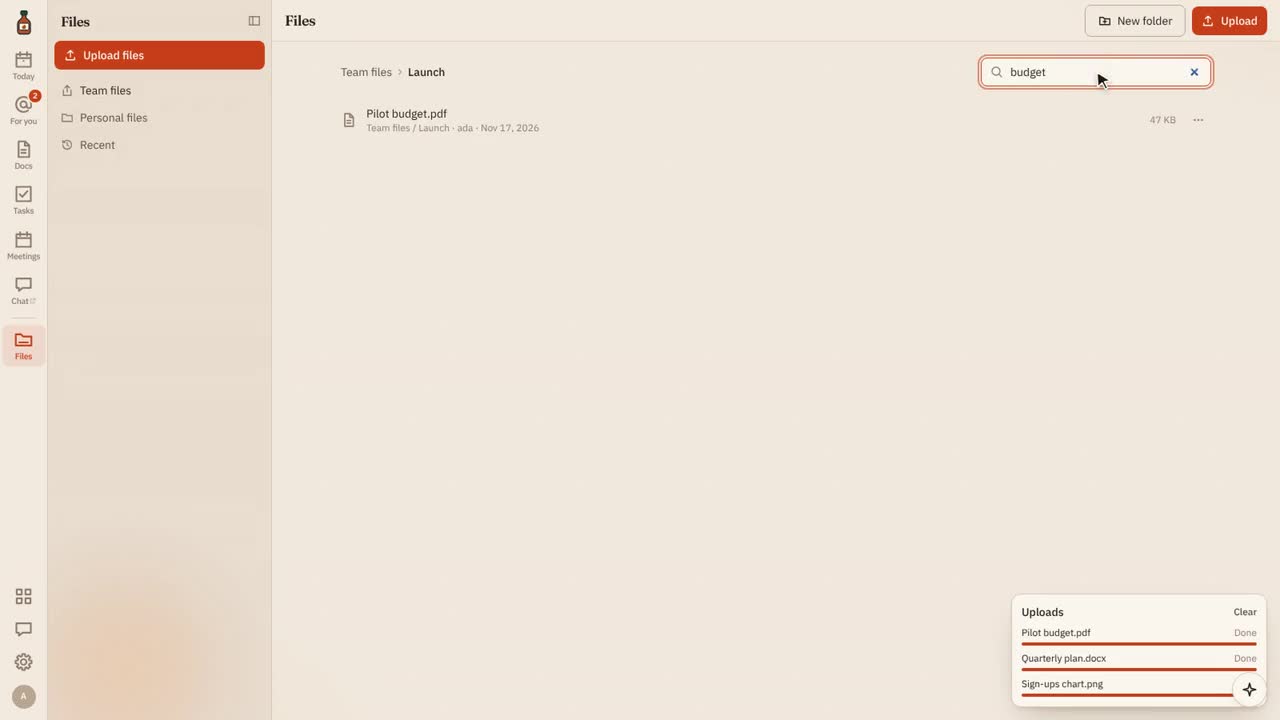 Files
Files
New folder
Upload
Upload files
Today
Team files › Launch
budget
Team files
2
For you
Pilot budget.pdf
Team files / Launch · ada · Nov 17, 2026
47 KB
Personal files
Recent
Docs
Tasks
Meetings
Chat
Files
Uploads
Clear
Pilot budget.pdf
Done
Quarterly plan.docx
Done
Sign-ups chart.png
A